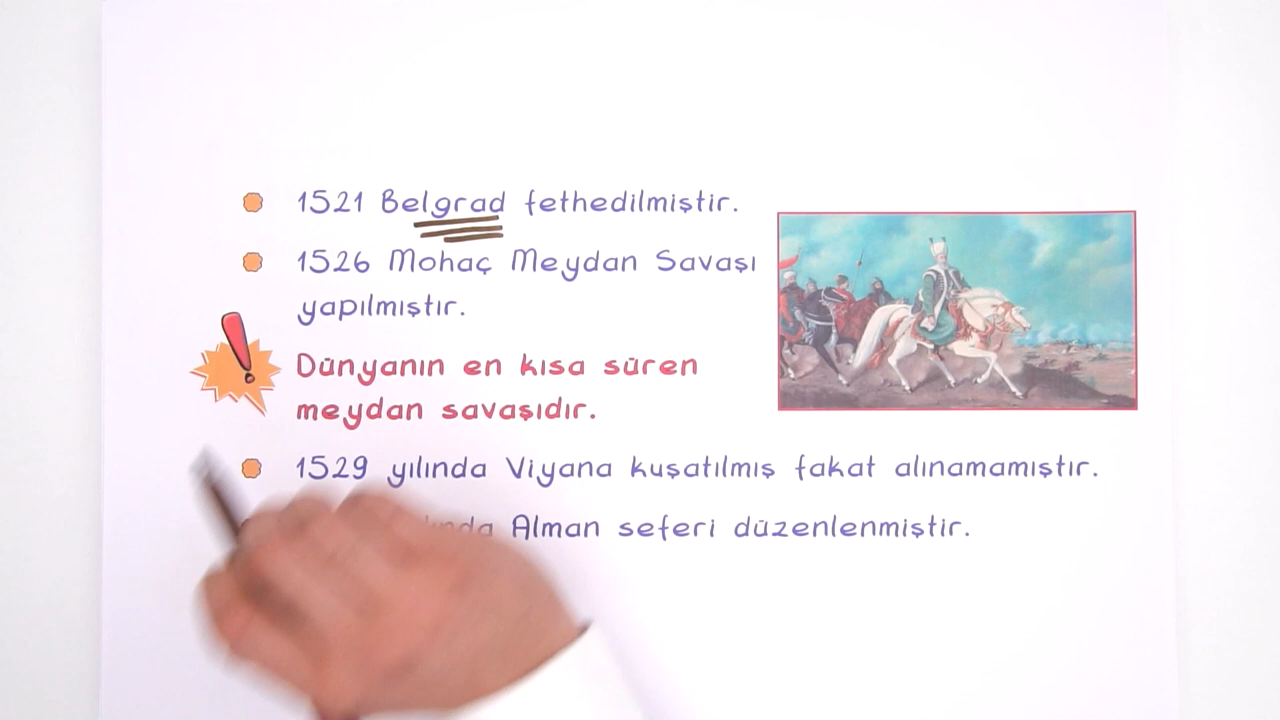 1521 Belgrad fethedilmiştir.
1526 Mohaç Meydan Savaşı
yapılmıştır.
Dünyanın en kısa süren
meydan savaşıdır.
1529 yılında Viyana kuşatılmış fakat alınamamıştır.
Alman seferi düzenlenmiştir.